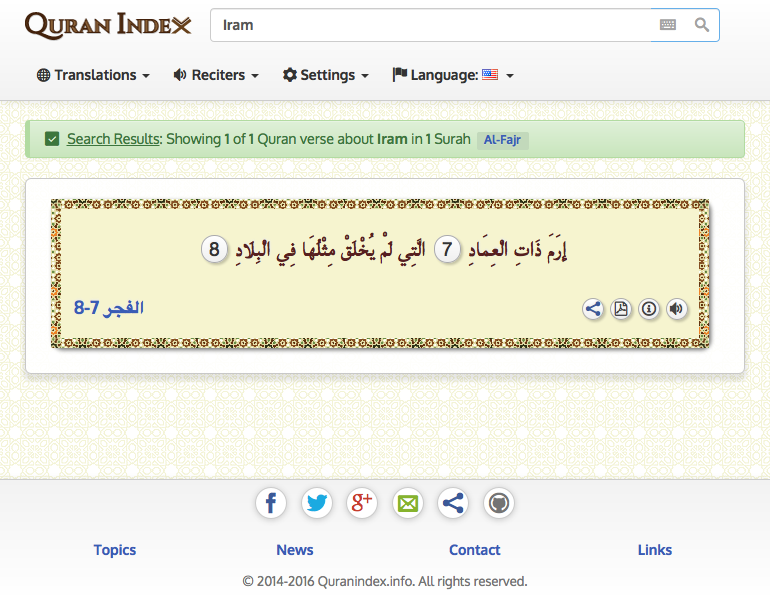 QURAN INDEX
Iram
Translations Reciters Settings Language:
Search Results: Showing 1 of 1 Quran verse about Iram in 1 Surah Al-Fajr
إِرَمَ ذَاتِ الْعِمَادِ 7 الَّتِي لَمْ يُخْلَقْ مِثْلُهَا فِي الْبِلَادِ 8
الفجر 7-8
f g+
Topics News Contact Links
© 2014-2016 Quranindex.info. All rights reserved.